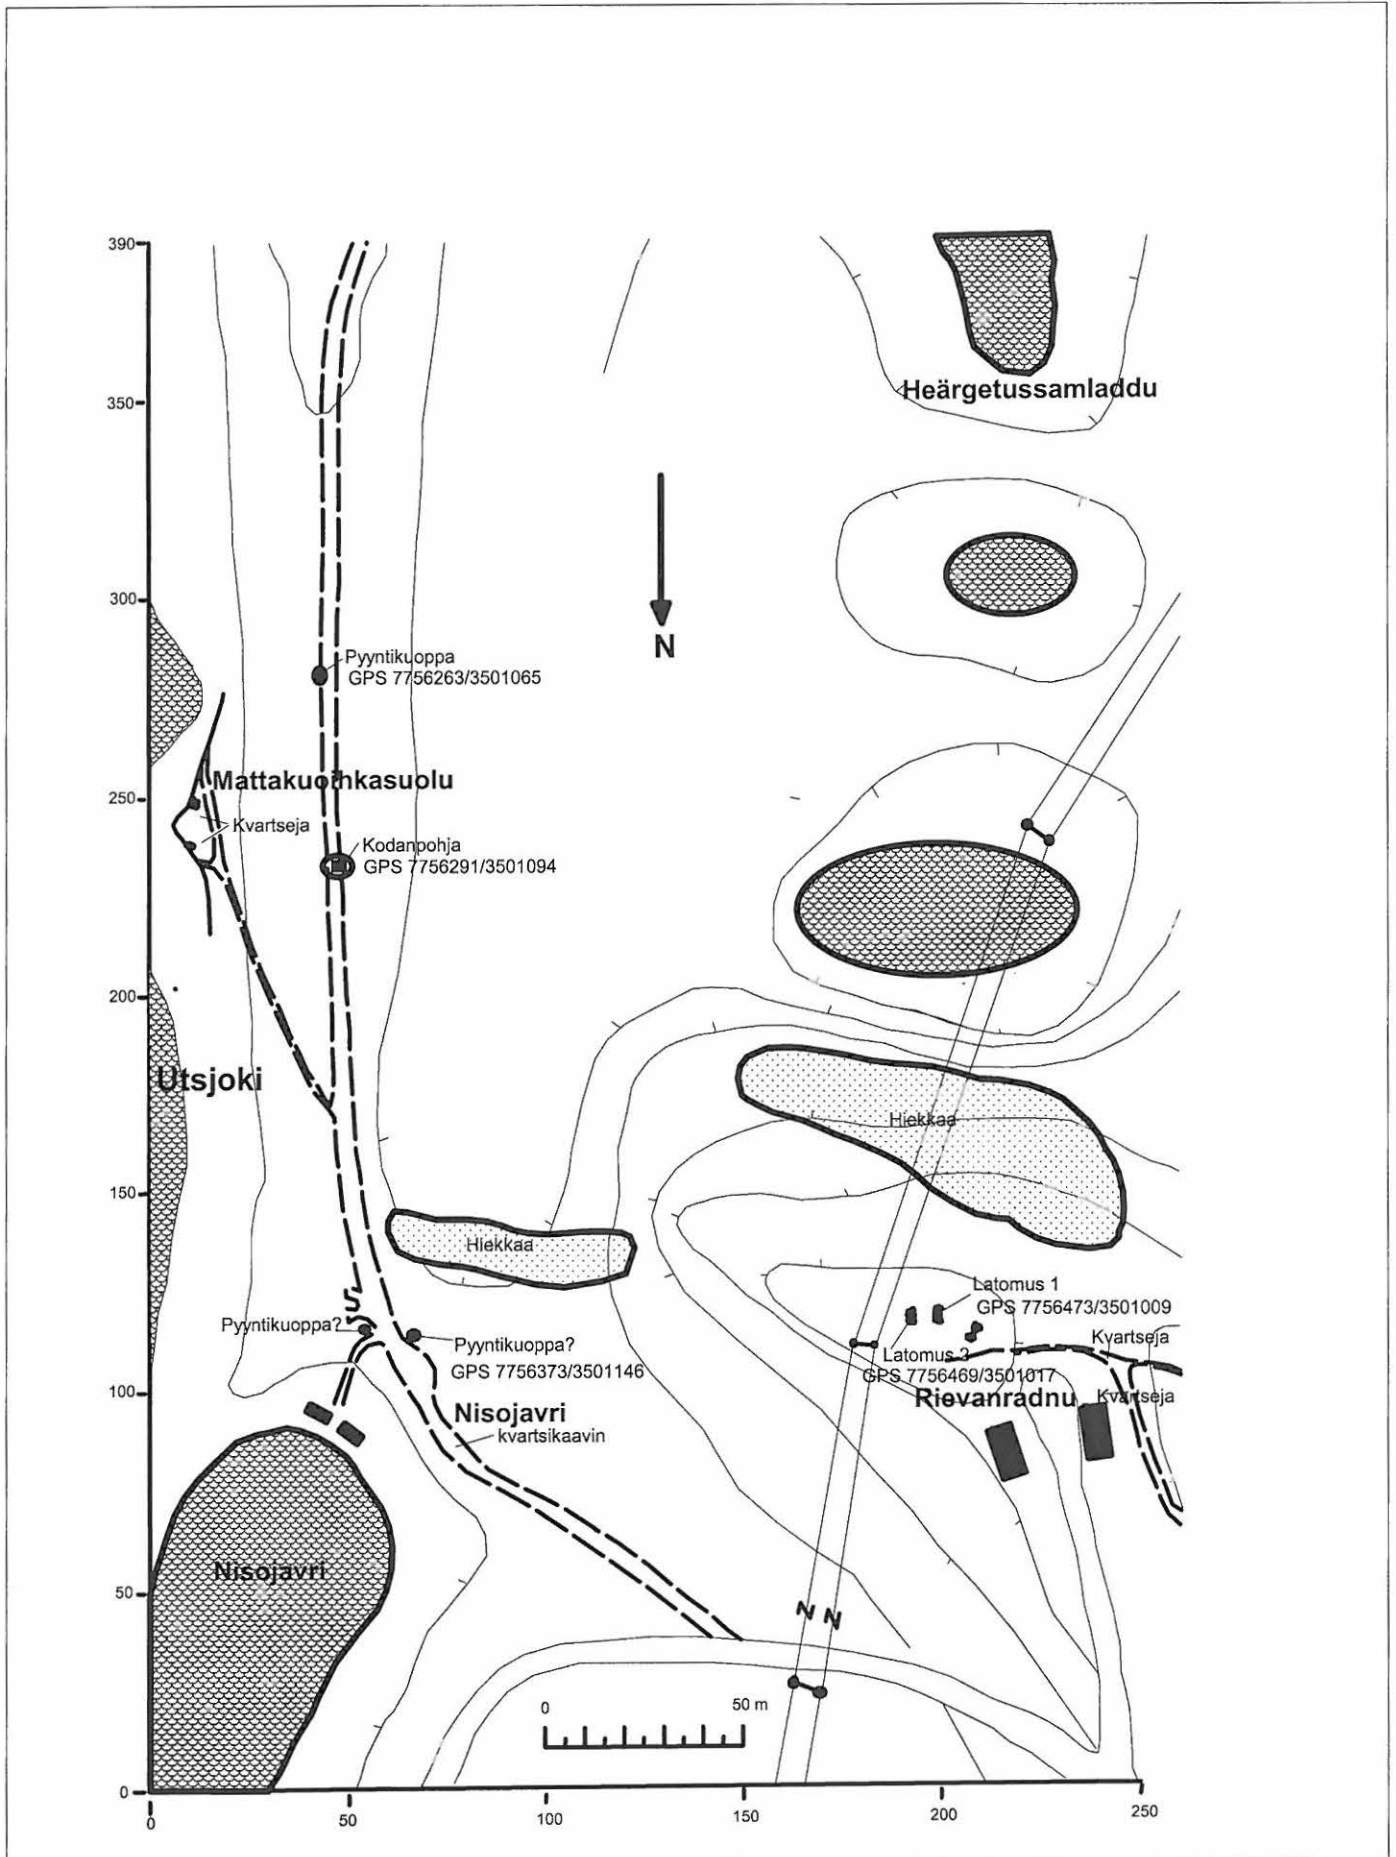 390
Heärgetussamladdu
350
N
300
Pyyntikuoppa
GPS 7756263/3501065
Mattakuoihkasuolu
250
Kvartseja
Kodanpohja
GPS 7756291/3501094
200
Utsjoki
Hiekkaa
150
Hiekkaa
Latomus 1
GPS 7756473/3501009
Pyyntikuoppa?
Pyyntikuoppa?
GPS 7756373/3501146
Latomus 2
GPS 7756469/3501017
Kvartseja
100
Rievanradnu
Kvartseja
Nisojavri
kvartsikaavin
Nisojavri
50
N N
0
50 m
0
0
50
100
150
200
250